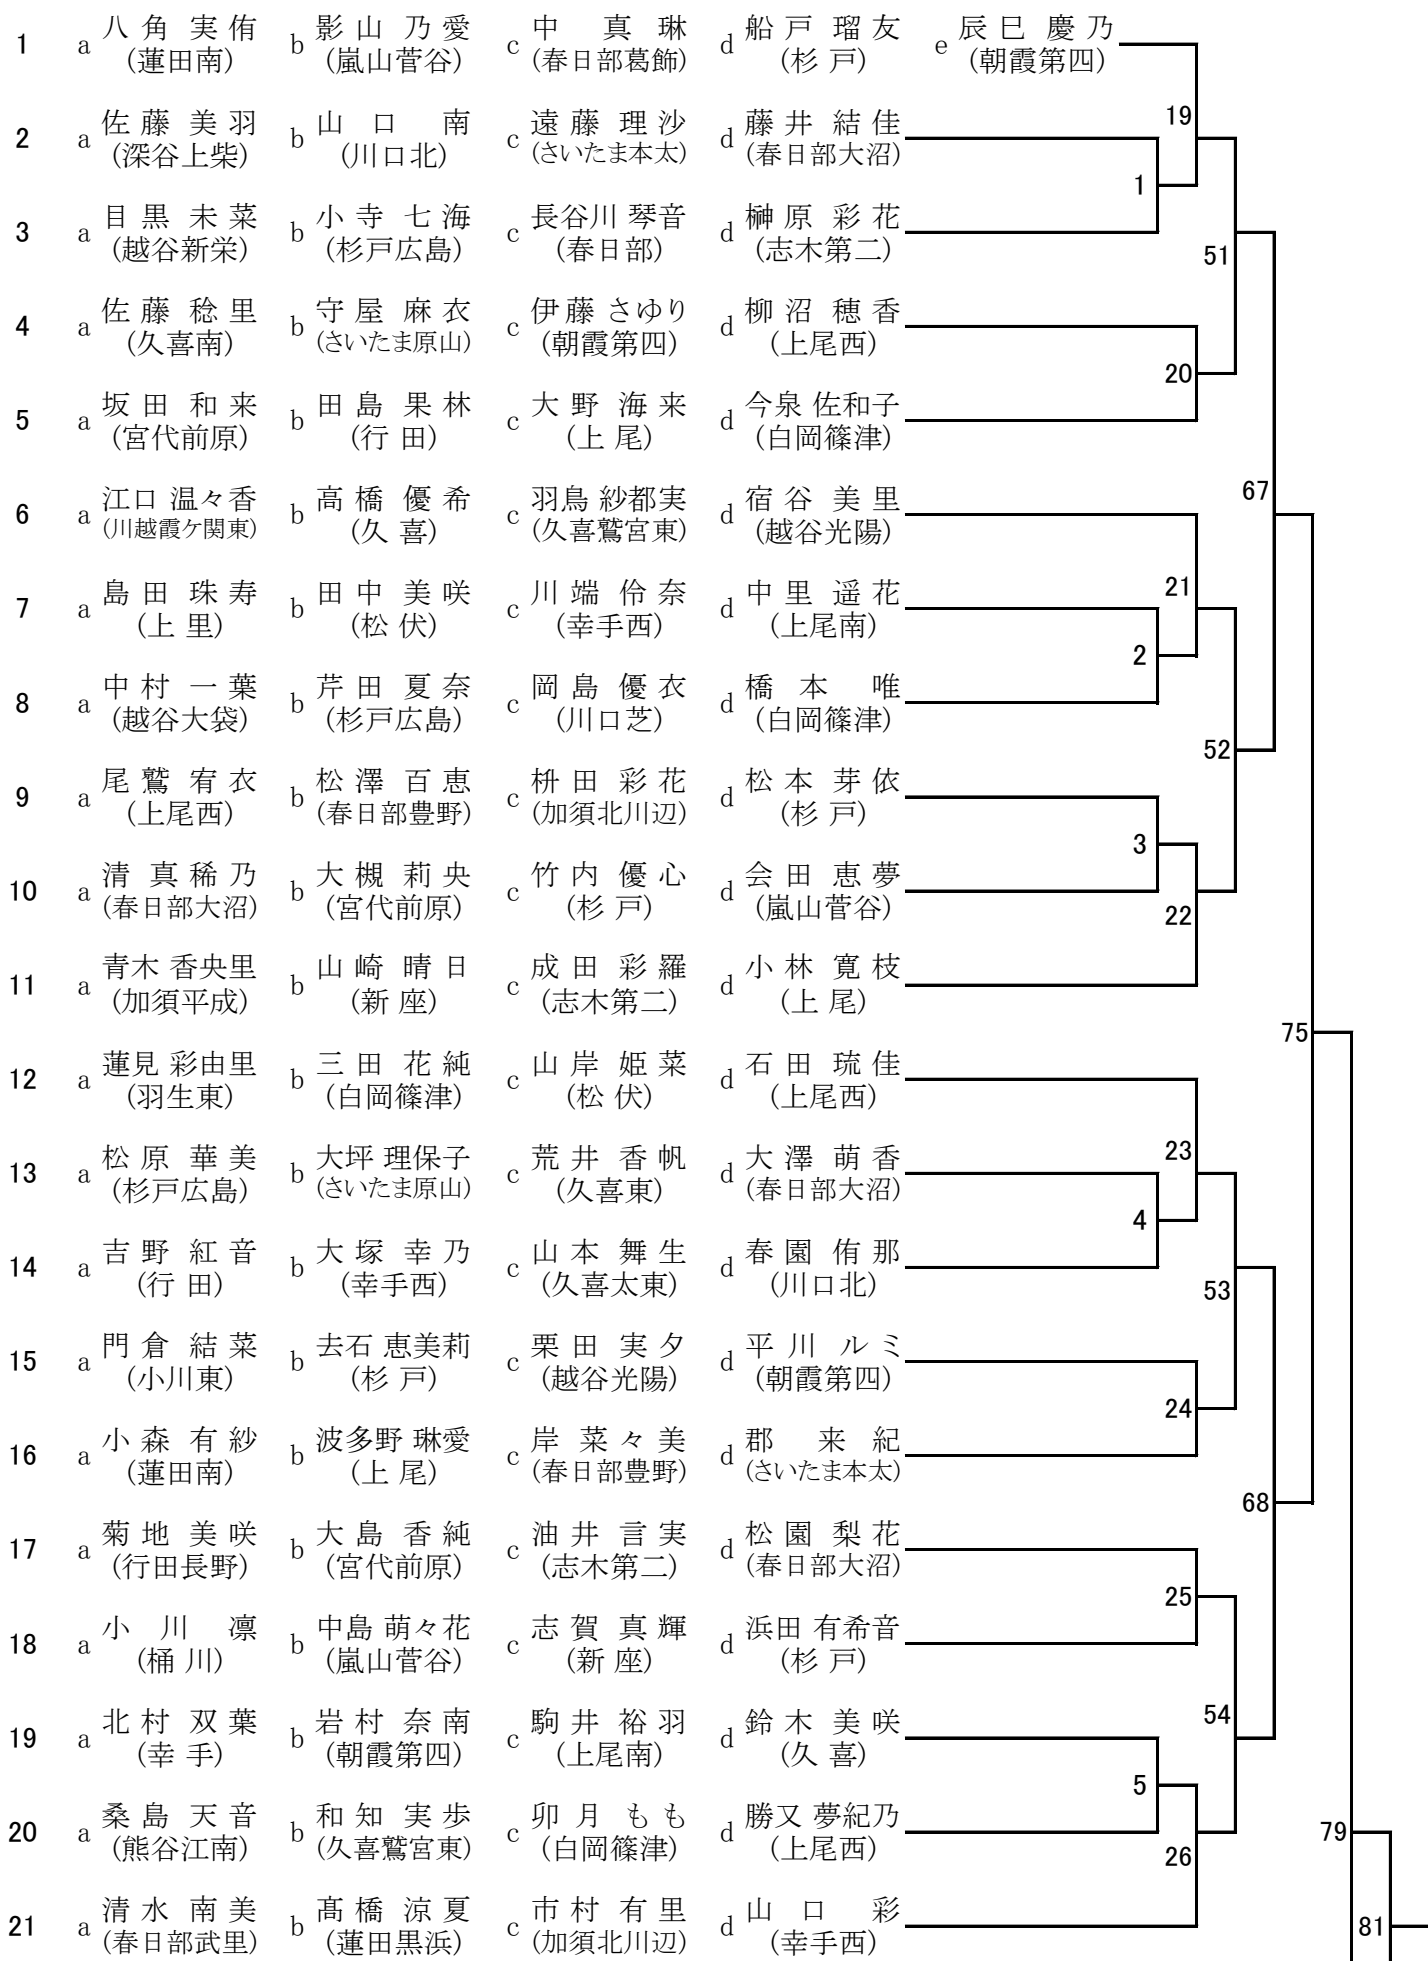 1 a 八角 実侑 b 影山 乃愛 c 中 真琳 d 船戸 瑠友 e 辰巳 慶乃
(蓮田南) (嵐山菅谷) (春日部葛飾) (杉戸) (朝霞第四)
19
2 a 佐藤 美羽 b 山口 南 c 遠藤 理沙 d 藤井 結佳
(深谷上柴) (川口北) (さいたま本太) (春日部大沼)
1
3 a 目黒 未菜 b 小寺 七海 c 長谷川 琴音 d 榊原 彩花
(越谷新栄) (杉戸広島) (春日部) (志木第二)
51
4 a 佐藤 稔里 b 守屋 麻衣 c 伊藤 さゆり d 柳沼 穂香
(久喜南) (さいたま原山) (朝霞第四) (上尾西)
20
5 a 坂田 和来 b 田島 果林 c 大野 海来 d 今泉 佐和子
(宮代前原) (行田) (上尾) (白岡篠津)
67
6 a 江口 温々香 b 高橋 優希 c 羽鳥 紗都実 d 宿谷 美里
(川越霞ケ関東) (久喜) (久喜鷲宮東) (越谷光陽)
21
7 a 島田 珠寿 b 田中 美咲 c 川端 伶奈 d 中里 遥花
(上里) (松伏) (幸手西) (上尾南)
2
8 a 中村 一葉 b 芹田 夏奈 c 岡島 優衣 d 橋本 唯
(越谷大袋) (杉戸広島) (川口芝) (白岡篠津)
52
9 a 尾鷲 宥衣 b 松澤 百恵 c 枡田 彩花 d 松本 芽依
(上尾西) (春日部豊野) (加須北川辺) (杉戸)
3
10 a 清 真稀乃 b 大槻 莉央 c 竹内 優心 d 会田 恵夢
(春日部大沼) (宮代前原) (杉戸) (嵐山菅谷)
22
11 a 青木 香央里 b 山崎 晴日 c 成田 彩羅 d 小林 寛枝
(加須平成) (新座) (志木第二) (上尾)
75
12 a 蓮見 彩由里 b 三田 花純 c 山岸 姫菜 d 石田 琉佳
(羽生東) (白岡篠津) (松伏) (上尾西)
23
13 a 松原 華美 b 大坪 理保子 c 荒井 香帆 d 大澤 萌香
(杉戸広島) (さいたま原山) (久喜東) (春日部大沼)
4
14 a 吉野 紅音 b 大塚 幸乃 c 山本 舞生 d 春園 侑那
(行田) (幸手西) (久喜太東) (川口北)
53
15 a 門倉 結菜 b 去石 恵美莉 c 栗田 実夕 d 平川 ルミ
(小川東) (杉戸) (越谷光陽) (朝霞第四)
24
16 a 小森 有紗 b 波多野 琳愛 c 岸 菜々美 d 郡 来紀
(蓮田南) (上尾) (春日部豊野) (さいたま本太)
68
17 a 菊地 美咲 b 大島 香純 c 油井 言実 d 松園 梨花
(行田長野) (宮代前原) (志木第二) (春日部大沼)
25
18 a 小川 凛 b 中島 萌々花 c 志賀 真輝 d 浜田 有希音
(桶川) (嵐山菅谷) (新座) (杉戸)
54
19 a 北村 双葉 b 岩村 奈南 c 駒井 裕羽 d 鈴木 美咲
(幸手) (朝霞第四) (上尾南) (久喜)
5
20 a 桑島 天音 b 和知 実歩 c 卯月 もも d 勝又 夢紀乃
(熊谷江南) (久喜鷲宮東) (白岡篠津) (上尾西)
79
26
21 a 清水 南美 b 髙橋 涼夏 c 市村 有里 d 山口 彩
(春日部武里) (蓮田黒浜) (加須北川辺) (幸手西)
81